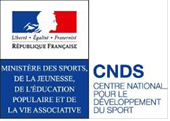 Liberté • Égalité • Fraternité
RÉPUBLIQUE FRANÇAISE
MINISTÈRE DES SPORTS,
DE LA JEUNESSE,
DE L'ÉDUCATION
POPULAIRE ET DE
LA VIE ASSOCIATIVE
CNDS
CENTRE NATIONAL
POUR LE
DÉVELOPPEMENT
DU SPORT